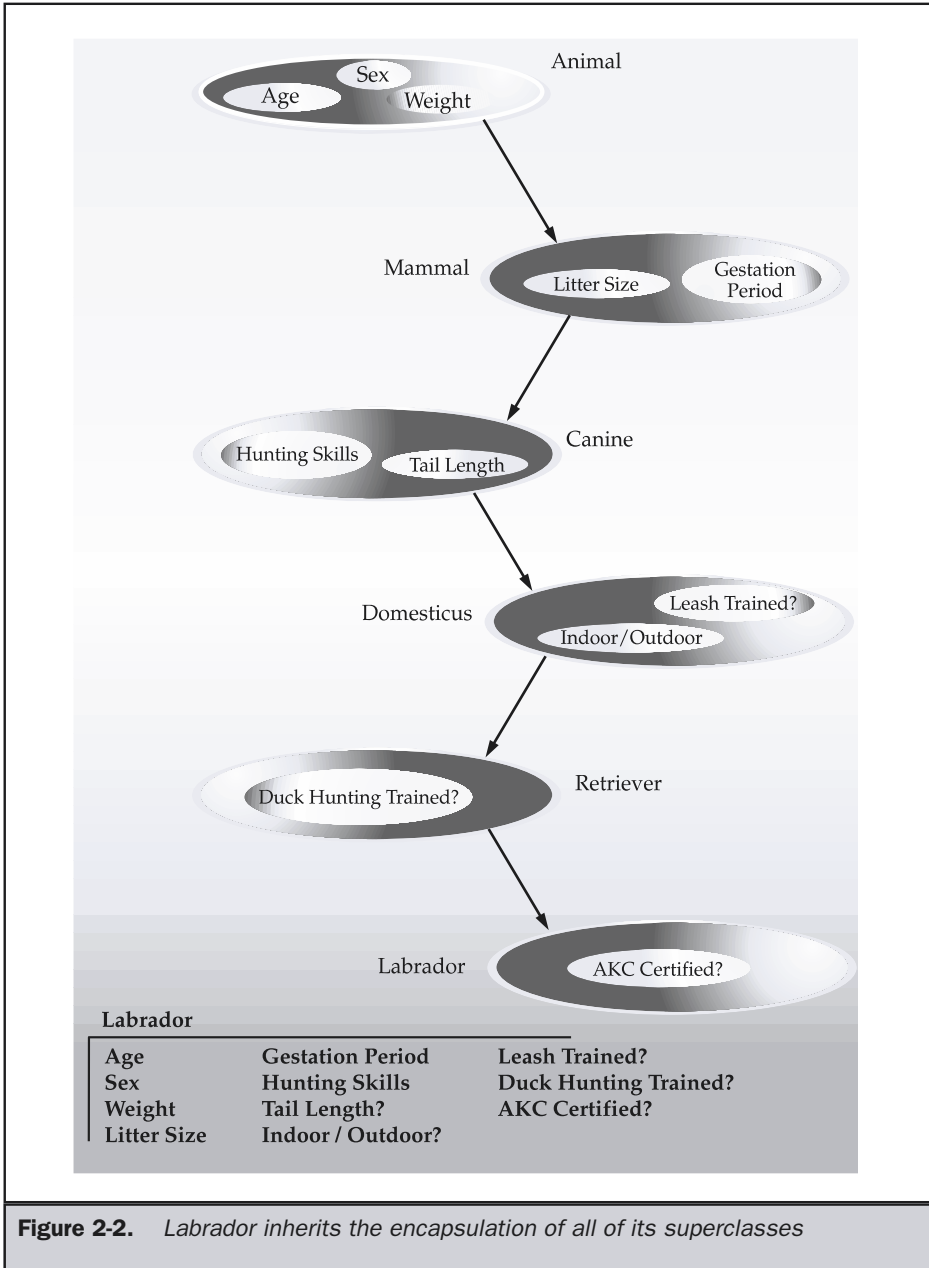 Animal
Sex
Age
Weight
Mammal
Litter Size
Gestation
Period
Canine
Hunting Skills
Tail Length
Domesticus
Leash Trained?
Indoor/Outdoor
Retriever
Duck Hunting Trained?
Labrador
AKC Certified?
Labrador
Age Gestation Period Leash Trained?
Sex Hunting Skills Duck Hunting Trained?
Weight Tail Length? AKC Certified?
Litter Size Indoor / Outdoor?
Figure 2-2. Labrador inherits the encapsulation of all of its superclasses